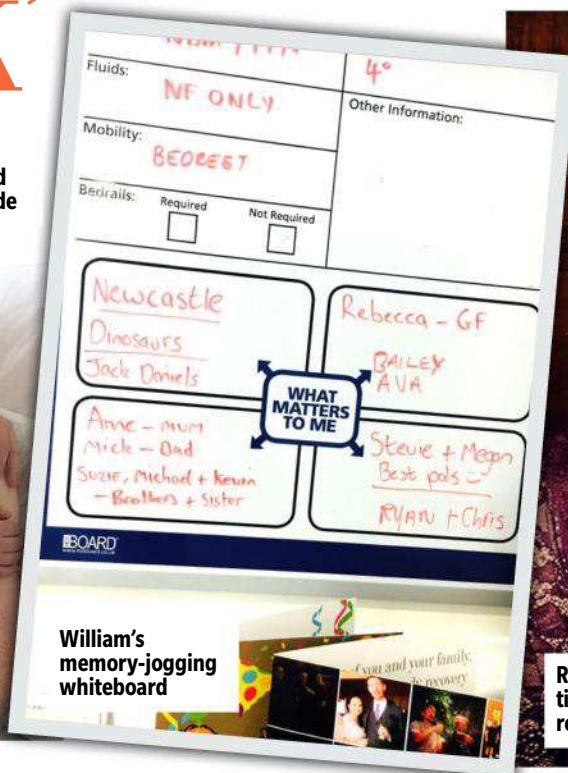 4°
Fluids:
NF ONLY
Other Information:
Mobility:
BEDREST
Bedrails:
Required
Not Required
Newcastle
Dinosaurs
Jack Daniels
Rebecca - GF
BAILEY
AVA
WHAT
MATTERS
TO ME
Anne - MUM
Mick - Dad
SUZIE, Michael + Kevin
- Brothers + Sister
Stevie + Megan
Best pals
RYAN + Chris
BOARD
William's
memory-jogging
whiteboard
of you and your family,
recovery